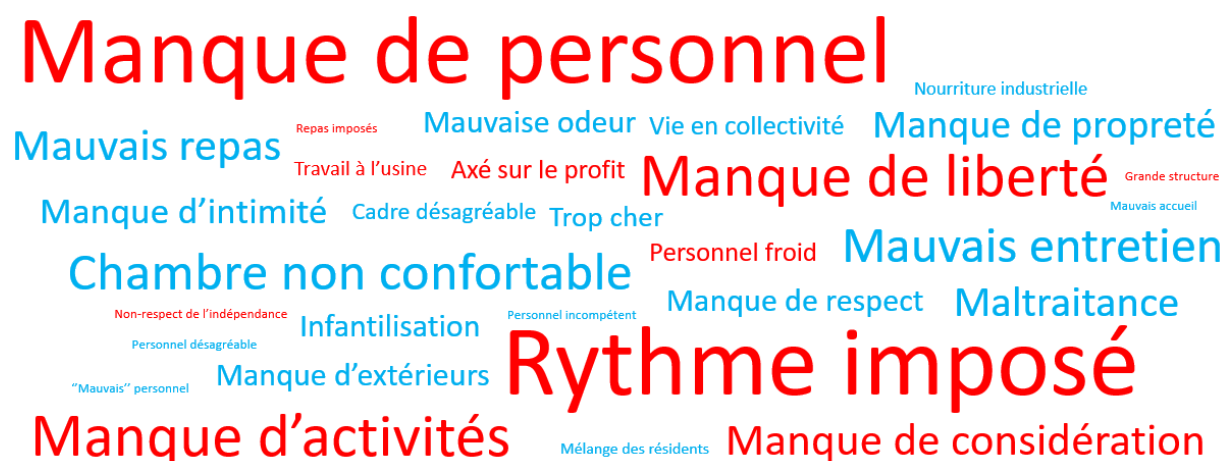 Manque de personnel
Nourriture industrielle
Mauvais repas
Repas imposés
Mauvaise odeur
Vie en collectivité
Manque de propreté
Travail à l’usine
Axé sur le profit
Manque de liberté
Grande structure
Manque d’intimité
Cadre désagréable
Trop cher
Mauvais accueil
Chambre non confortable
Personnel froid
Mauvais entretien
Non-respect de l’indépendance
Infantilisation
Personnel incompétent
Manque de respect
Maltraitance
Personnel désagréable
“Mauvais’’ personnel
Manque d’extérieurs
Rythme imposé
Manque d’activités
Mélange des résidents
Manque de considération